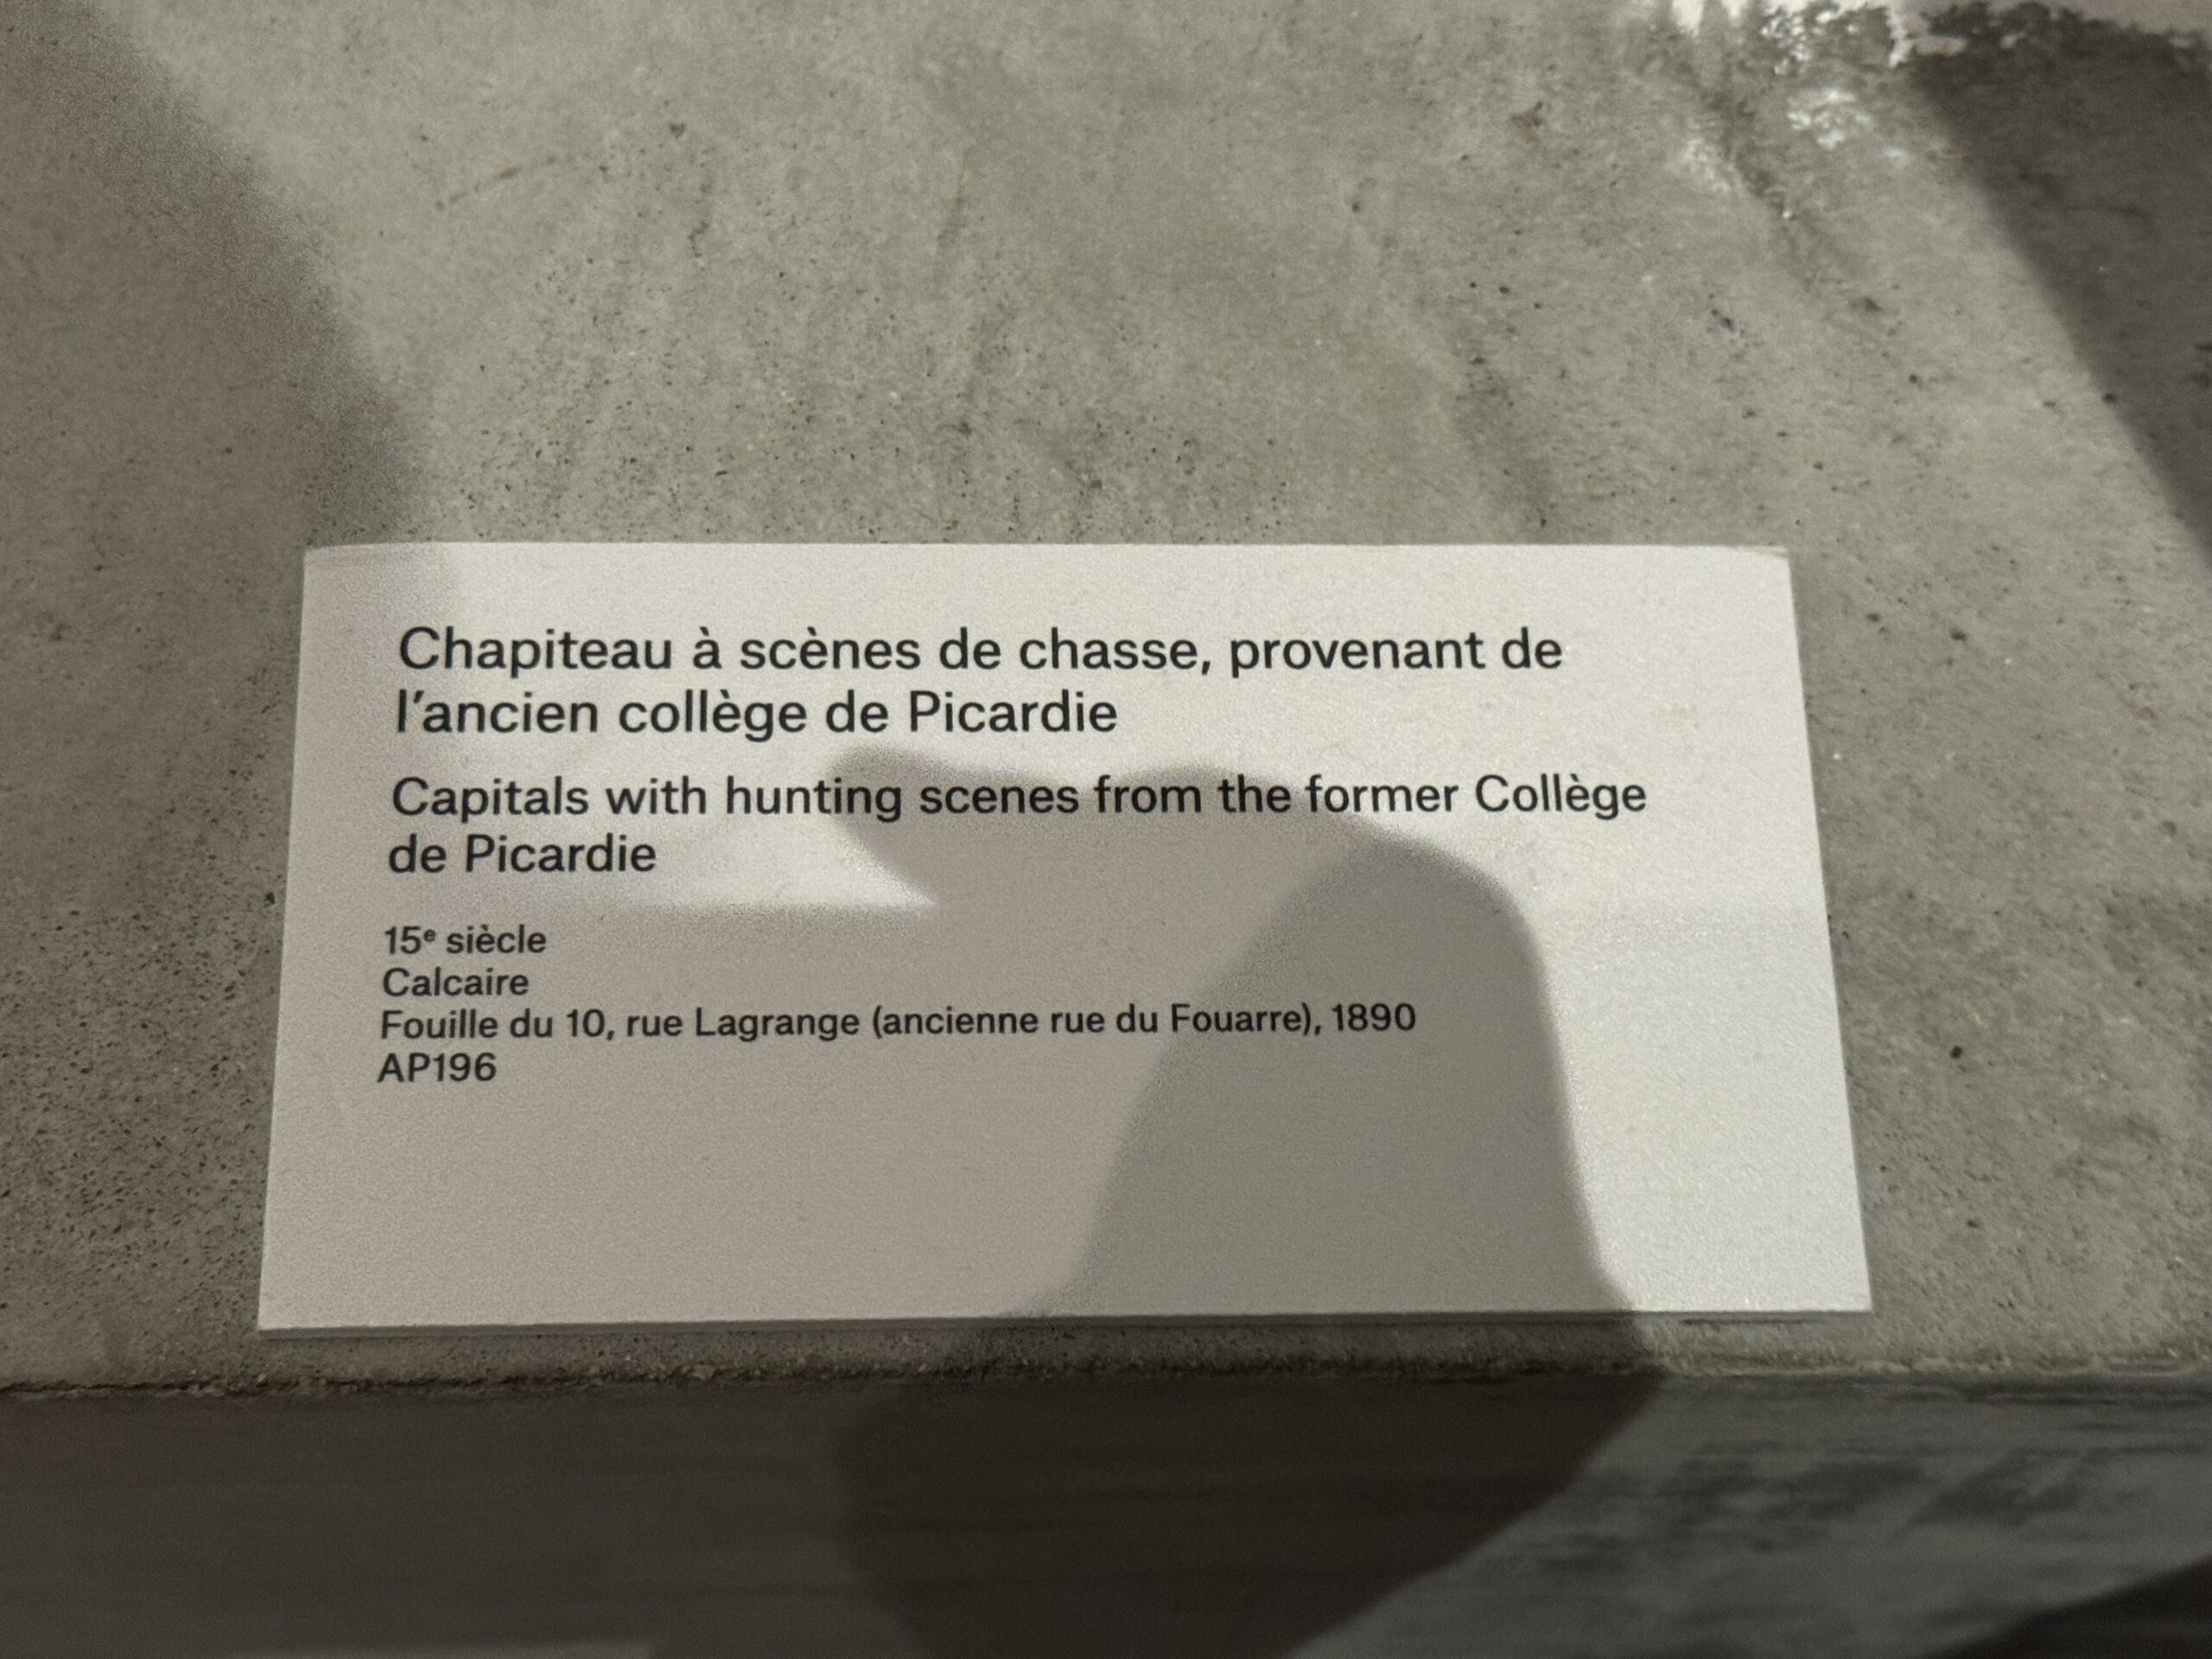 Chapiteau à scènes de chasse, provenant de
l’ancien collège de Picardie
Capitals with hunting scenes from the former Collège
de Picardie
15ᵉ siècle
Calcaire
Fouille du 10, rue Lagrange (ancienne rue du Fouarre), 1890
AP196